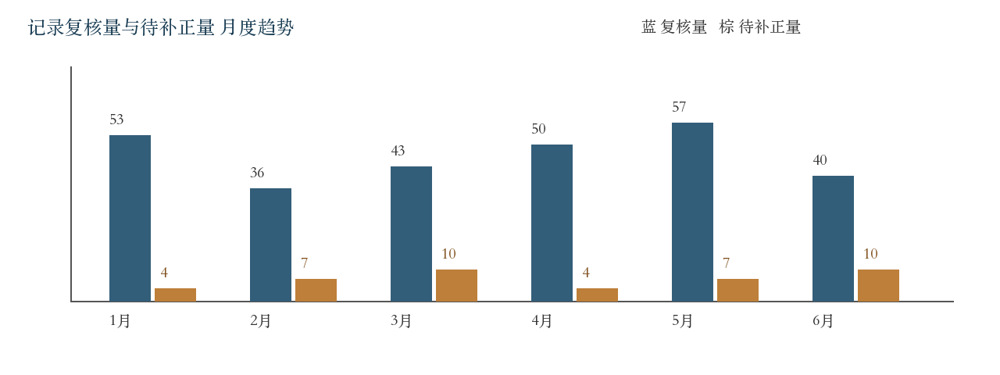 记录复核量与待补正量 月度趋势
蓝 复核量 棕 待补正量
53 4 36 7 43 10 50 4 57 7 40 10
1月 2月 3月 4月 5月 6月